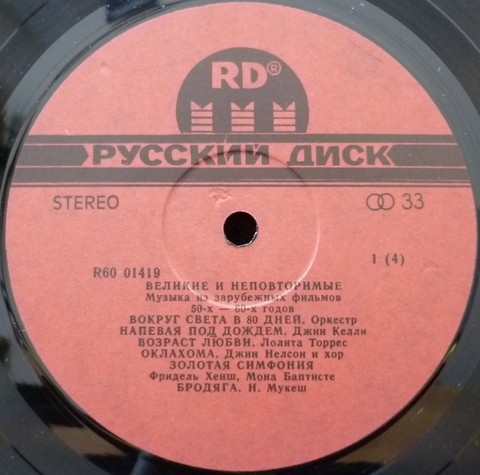 RD®
РУССКИЙ ДИСК
STEREO 33
R60 01419 1 (4)
ВЕЛИКИЕ И НЕПОВТОРИМЫЕ
Музыка из зарубежных фильмов
50-х — 60-х годов
ВОКРУГ СВЕТА В 80 ДНЕЙ. Оркестр
НАПЕВАЯ ПОД ДОЖДЕМ. Джин Келли
ВОЗРАСТ ЛЮБВИ. Лолита Торрес
ОКЛАХОМА. Джин Нелсон и хор
ЗОЛОТАЯ СИМФОНИЯ
Фридель Хенш, Мона Баптисте
БРОДЯГА. Н. Мукеш